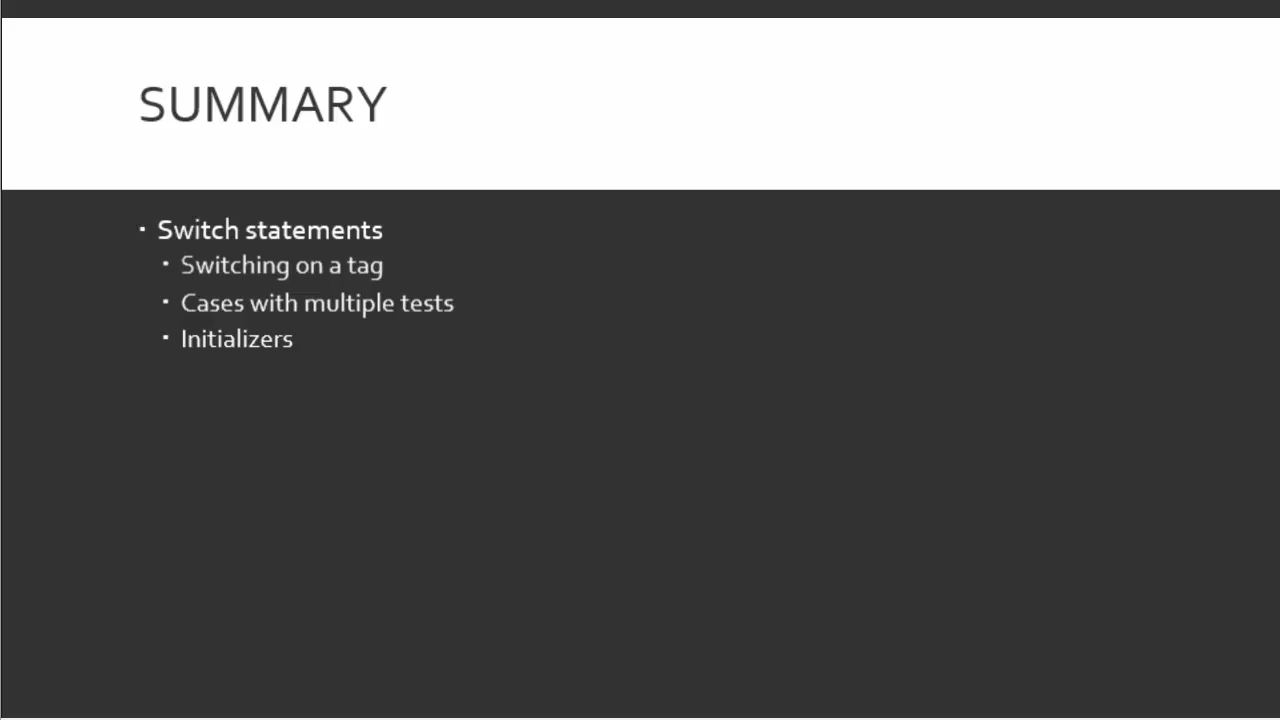 SUMMARY
▪ Switch statements
▪ Switching on a tag
▪ Cases with multiple tests
▪ Initializers